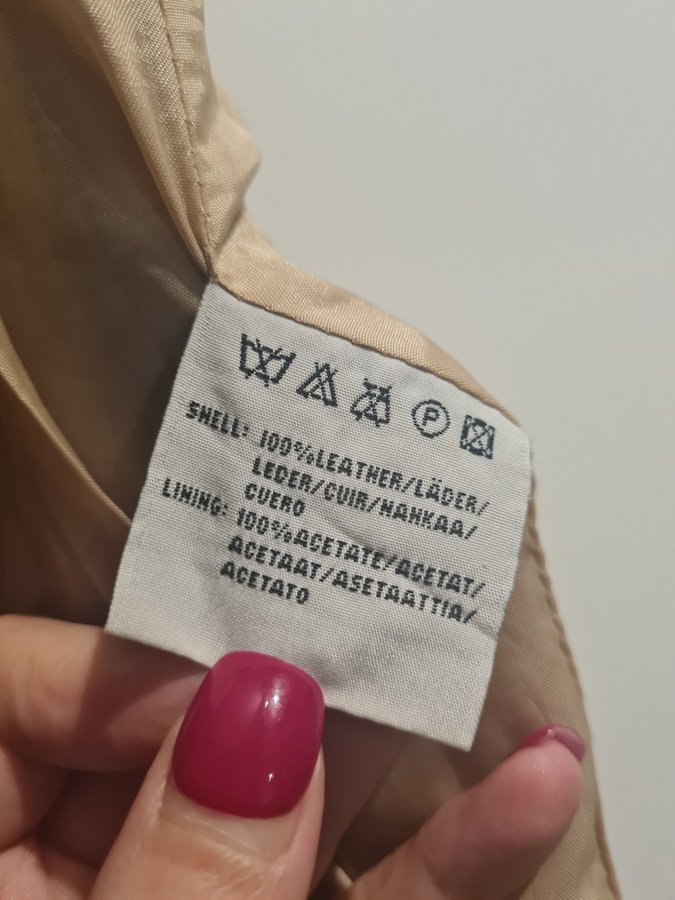 P
SHELL: 100%LEATHER/LÄDER/
LEDER/CUIR/NAHKAA/
CUERO
LINING: 100%ACETATE/ACETAT/
ACETAAT/ASETAATTIA/
ACETATO